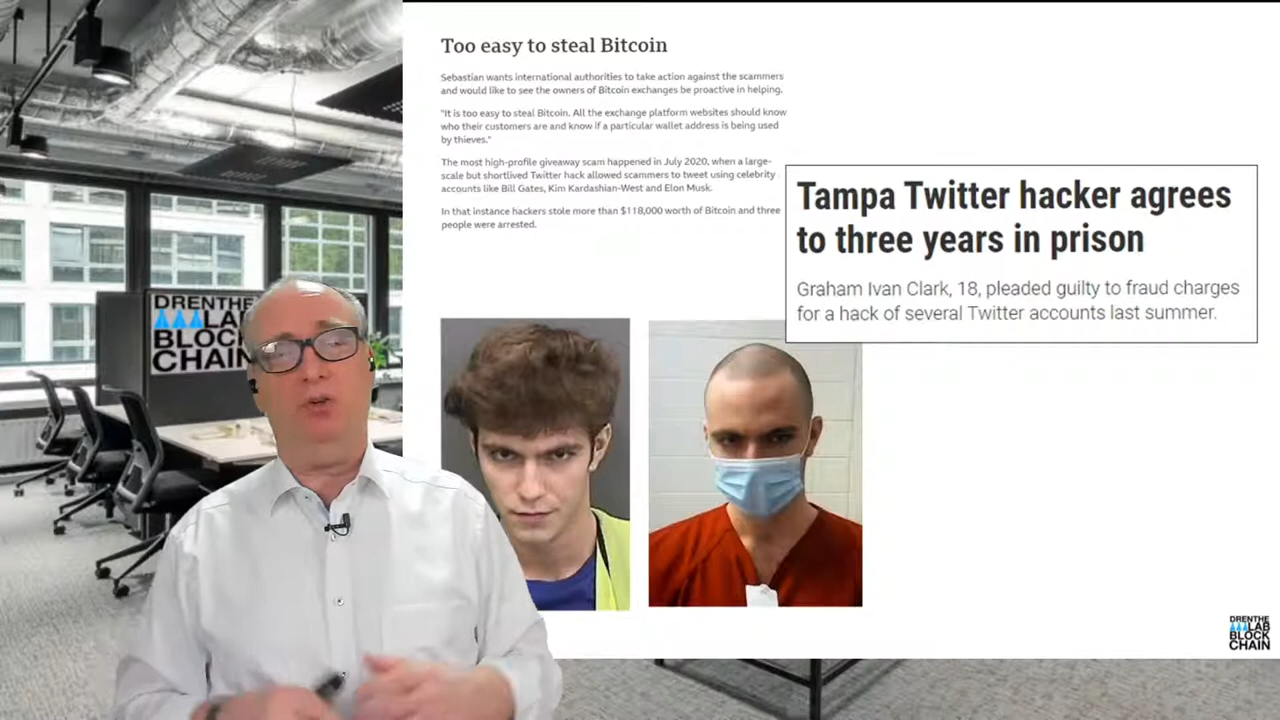 Too easy to steal Bitcoin
Sebastian wants international authorities to take action against the scammers
and would like to see the owners of Bitcoin exchanges be proactive in helping.
"It is too easy to steal Bitcoin. All the exchange platform websites should know
who their customers are and know if a particular wallet address is being used
by thieves."
The most high-profile giveaway scam happened in July 2020, when a large-
scale but shortlived Twitter hack allowed scammers to tweet using celebrity
accounts like Bill Gates, Kim Kardashian-West and Elon Musk.
In that instance hackers stole more than $118,000 worth of Bitcoin and three
people were arrested.
Tampa Twitter hacker agrees
to three years in prison
Graham Ivan Clark, 18, pleaded guilty to fraud charges
for a hack of several Twitter accounts last summer.
DRENTHE
LAB
BLOCK
CHAIN
DRENTHE
LAB
BLOCK
CHAIN